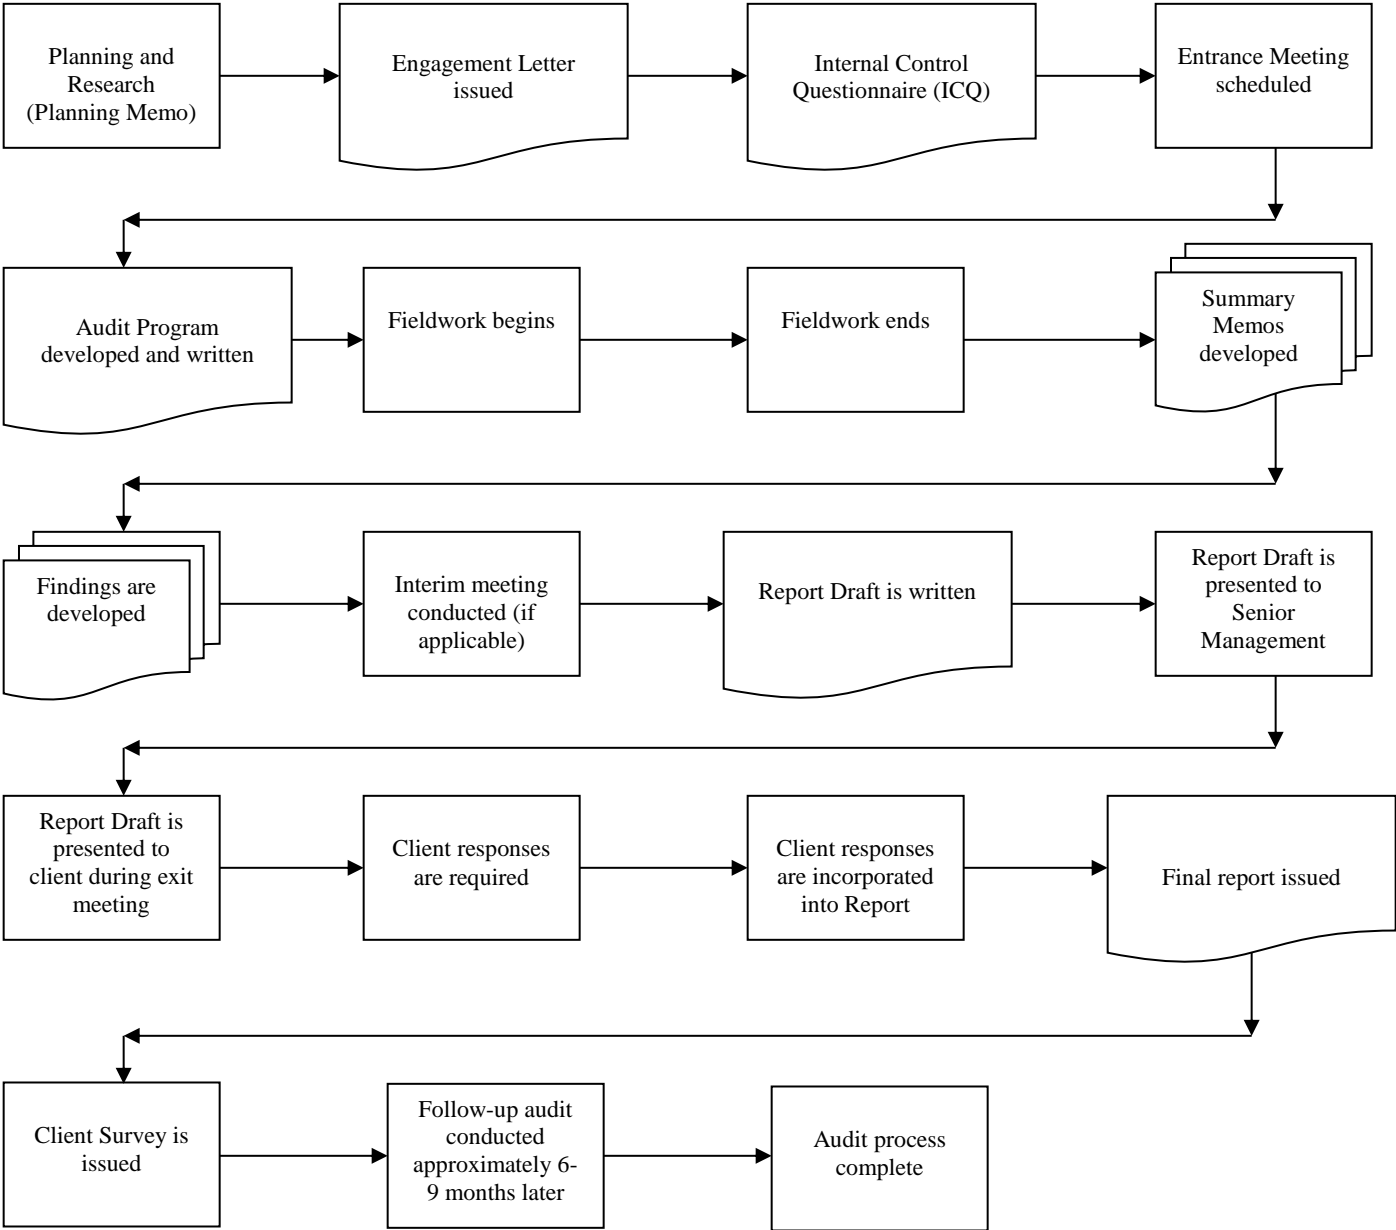 Planning and
Research
(Planning Memo)
Engagement Letter
issued
Internal Control
Questionnaire (ICQ)
Entrance Meeting
scheduled
Audit Program
developed and written
Fieldwork begins
Fieldwork ends
Summary
Memos
developed
Findings are
developed
Interim meeting
conducted (if
applicable)
Report Draft is written
Report Draft is
presented to
Senior
Management
Report Draft is
presented to
client during exit
meeting
Client responses
are required
Client responses
are incorporated
into Report
Final report issued
Client Survey is
issued
Follow-up audit
conducted
approximately 6-
9 months later
Audit process
complete